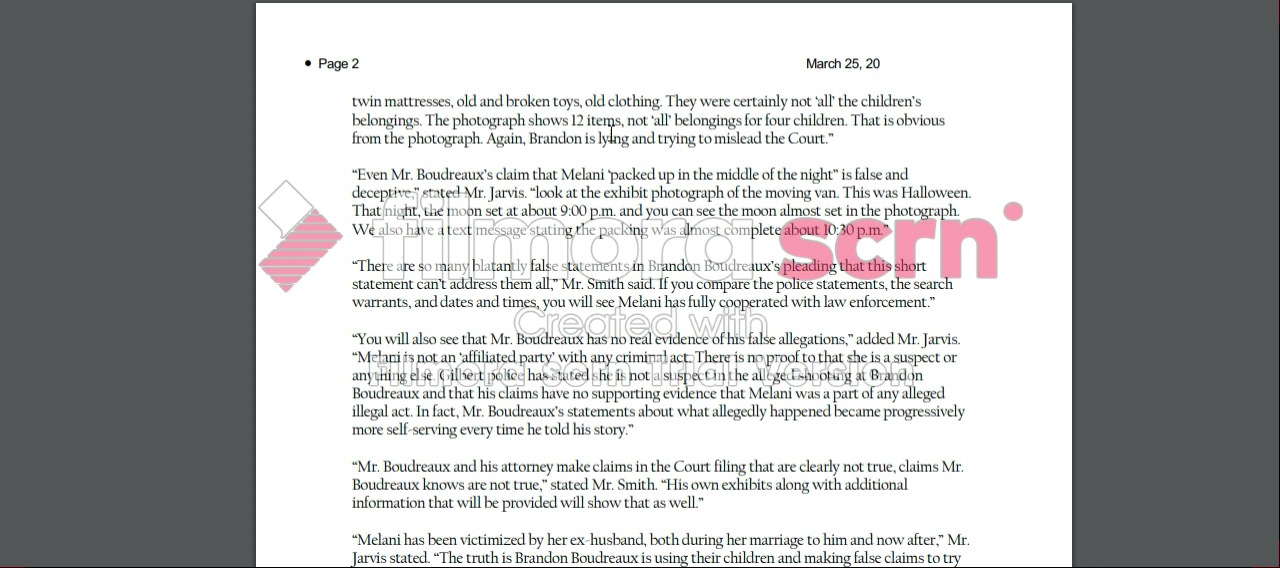 • Page 2 March 25, 20
twin mattresses, old and broken toys, old clothing. They were certainly not ‘all’ the children’s
belongings. The photograph shows 12 items, not ‘all’ belongings for four children. That is obvious
from the photograph. Again, Brandon is lying and trying to mislead the Court.”
“Even Mr. Boudreaux’s claim that Melani ‘packed up in the middle of the night” is false and
deceptive,” stated Mr. Jarvis. “look at the exhibit photograph of the moving van. This was Halloween.
That night, the moon set at about 9:00 p.m. and you can see the moon almost set in the photograph.
We also have a text message stating the packing was almost complete about 10:30 p.m.”
filmora scrn
“There are so many blatantly false statements in Brandon Boudreaux’s pleading that this short
statement can’t address them all,” Mr. Smith said. If you compare the police statements, the search
warrants, and dates and times, you will see Melani has fully cooperated with law enforcement.”
Created with
“You will also see that Mr. Boudreaux has no real evidence of his false allegations,” added Mr. Jarvis.
“Melani is not an ‘affiliated party’ with any criminal act. There is no proof to that she is a suspect or
anything else. Gilbert police has stated she is not a suspect in the alleged shooting at Brandon
Filmora scrn Trial Version
Boudreaux and that his claims have no supporting evidence that Melani was a part of any alleged
illegal act. In fact, Mr. Boudreaux’s statements about what allegedly happened became progressively
more self-serving every time he told his story.”
“Mr. Boudreaux and his attorney make claims in the Court filing that are clearly not true, claims Mr.
Boudreaux knows are not true,” stated Mr. Smith. “His own exhibits along with additional
information that will be provided will show that as well.”
“Melani has been victimized by her ex-husband, both during her marriage to him and now after,” Mr.
Jarvis stated. “The truth is Brandon Boudreaux is using their children and making false claims to try